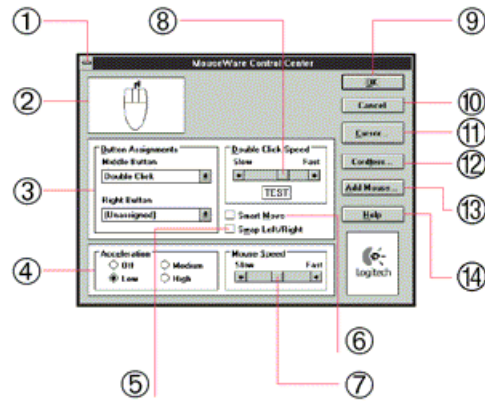 ① ⑧ ⑨
MouseWare Control Center
②
OK
Cancel
⑩
Cursor...
⑪
Button Assignments
Middle Button
Double Click
Right Button
(Unassigned)
③
Double Click Speed
Slow Fast
TEST
Cordless...
⑫
Add Mouse...
⑬
Smart Move
Swap Left/Right
Help
⑭
Acceleration
Off Medium
Low High
④
Mouse Speed
Slow Fast
Logitech
⑤ ⑦ ⑥